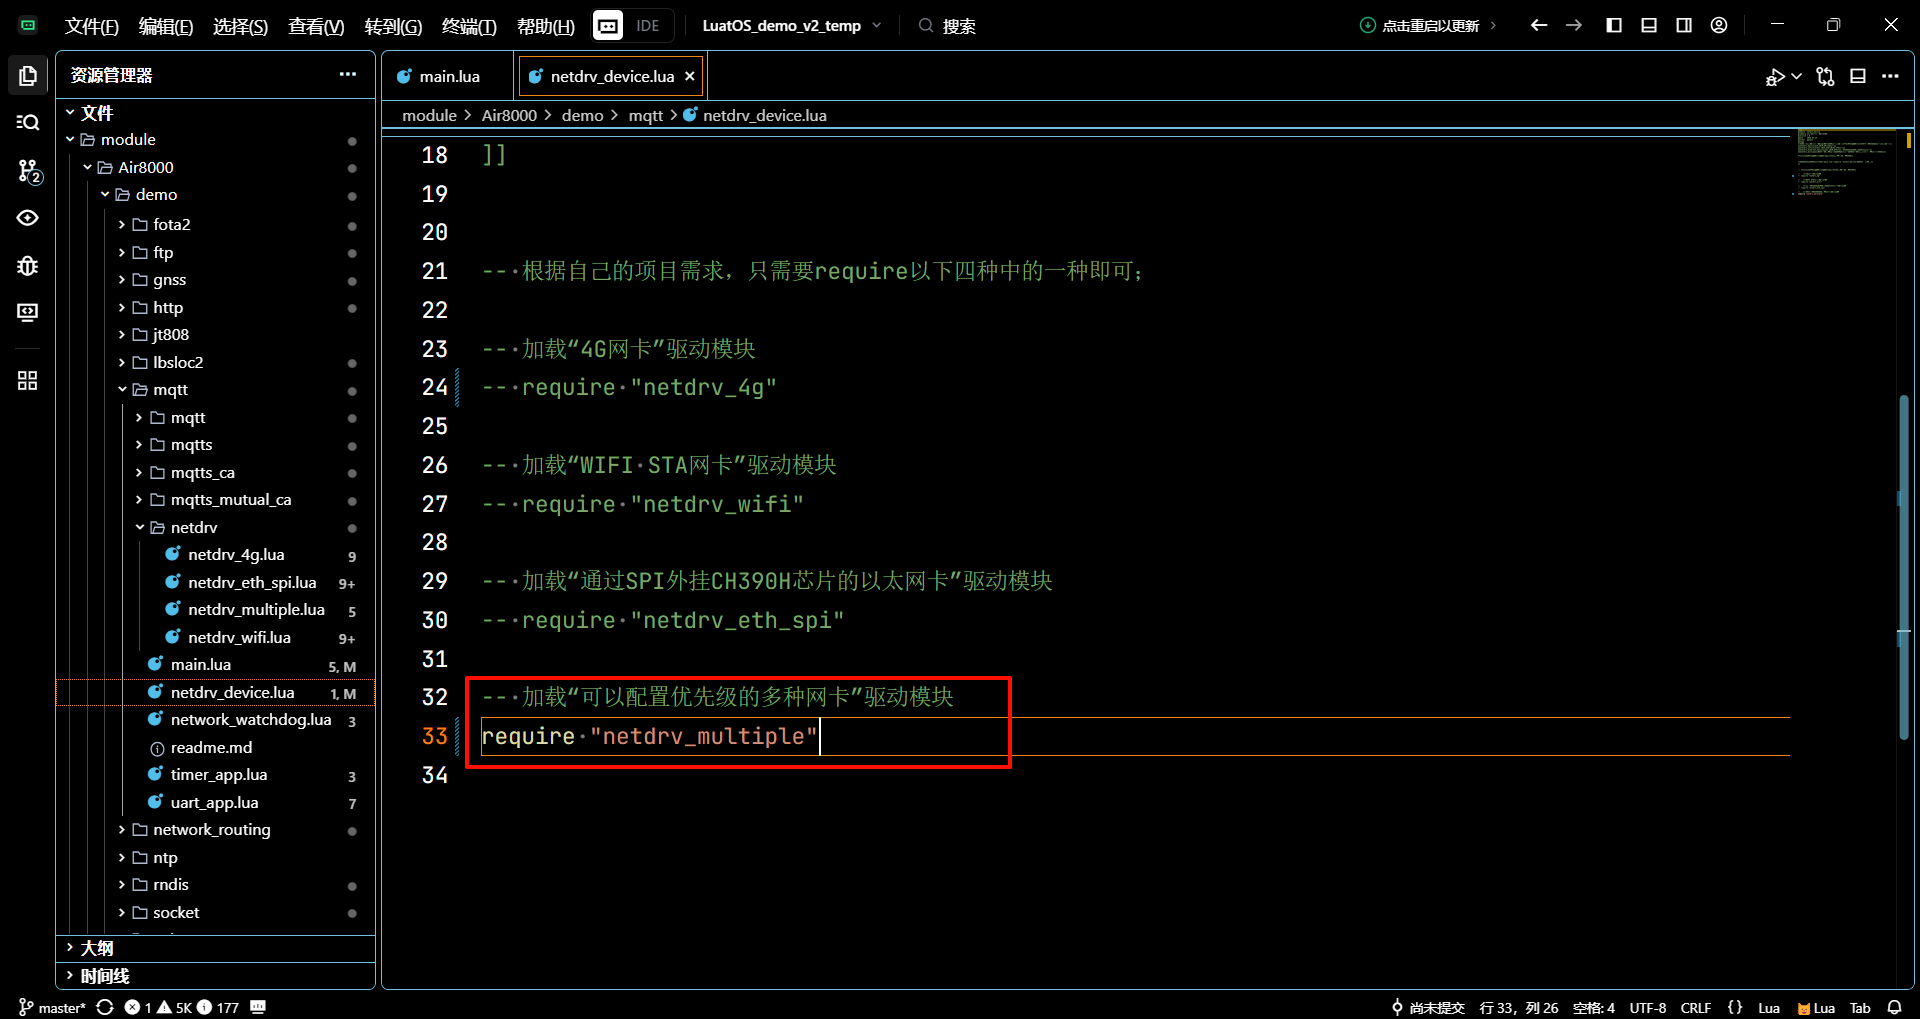 文件(F) 编辑(E) 选择(S) 查看(V) 转到(G) 终端(T) 帮助(H) IDE LuatOS_demo_v2_temp 搜索 点击重启以更新
资源管理器
文件
module
Air8000
demo
fota2
ftp
gnss
http
jt808
lbsloc2
mqtt
mqtt
mqtts
mqtts_ca
mqtts_mutual_ca
netdrv
netdrv_4g.lua 9
netdrv_eth_spi.lua 9+
netdrv_multiple.lua 5
netdrv_wifi.lua 9+
main.lua 5, M
netdrv_device.lua 1, M
network_watchdog.lua 3
readme.md
timer_app.lua 3
uart_app.lua 7
network_routing
ntp
rndis
socket
大纲
时间线
2
main.lua netdrv_device.lua
module > Air8000 > demo > mqtt > netdrv_device.lua
18 ]]
19
20
21 -- 根据自己的项目需求，只需要require以下四种中的一种即可；
22
23 -- 加载“4G网卡”驱动模块
24 -- require "netdrv_4g"
25
26 -- 加载“WIFI STA网卡”驱动模块
27 -- require "netdrv_wifi"
28
29 -- 加载“通过SPI外挂CH390H芯片的以太网卡”驱动模块
30 -- require "netdrv_eth_spi"
31
32 -- 加载“可以配置优先级的多种网卡”驱动模块
33 require "netdrv_multiple"
34
master* 1 5K 177 尚未提交 行 33，列 26 空格: 4 UTF-8 CRLF {} Lua Lua Tab